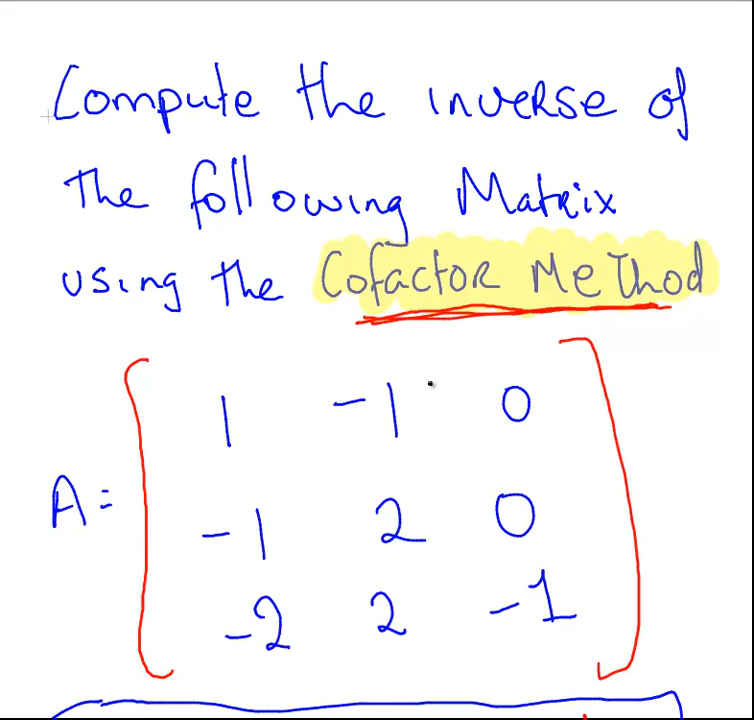 Compute the inverse of
the following Matrix
using the Cofactor Method
1 -1 0
A= -1 2 0
-2 2 -1